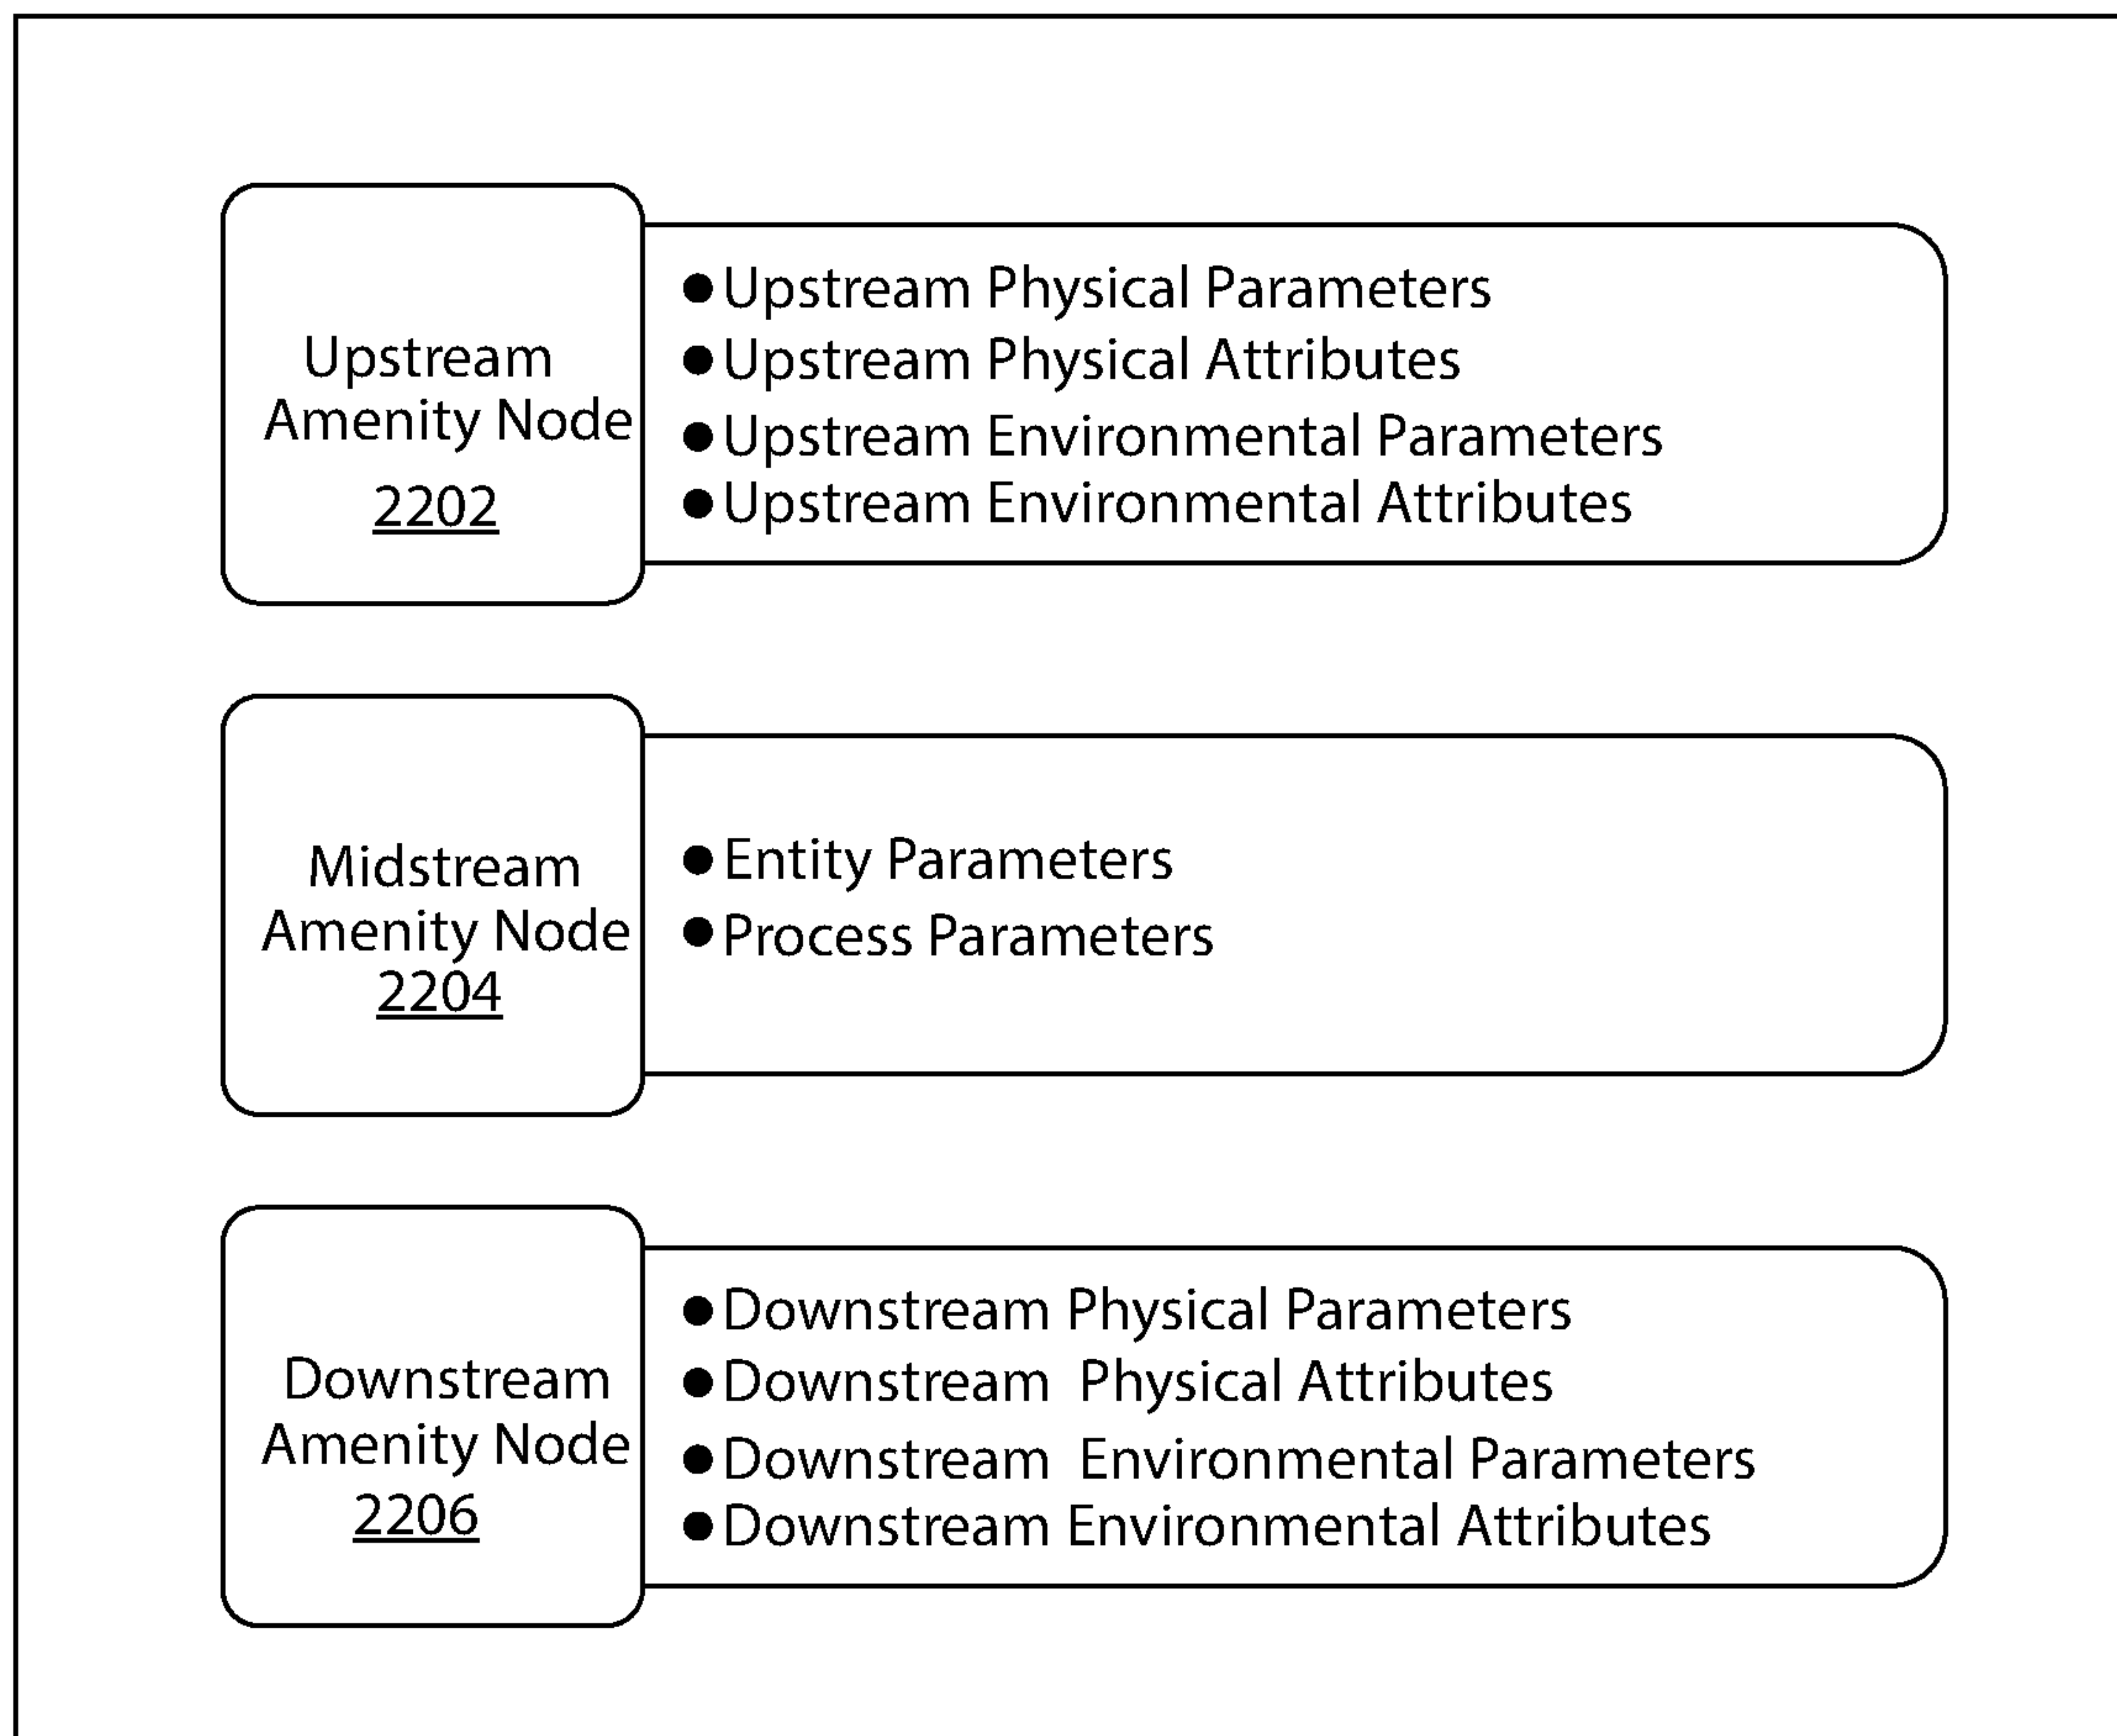 Upstream
Amenity Node
2202
● Upstream Physical Parameters
● Upstream Physical Attributes
● Upstream Environmental Parameters
● Upstream Environmental Attributes
Midstream
Amenity Node
2204
● Entity Parameters
● Process Parameters
Downstream
Amenity Node
2206
● Downstream Physical Parameters
● Downstream Physical Attributes
● Downstream Environmental Parameters
● Downstream Environmental Attributes